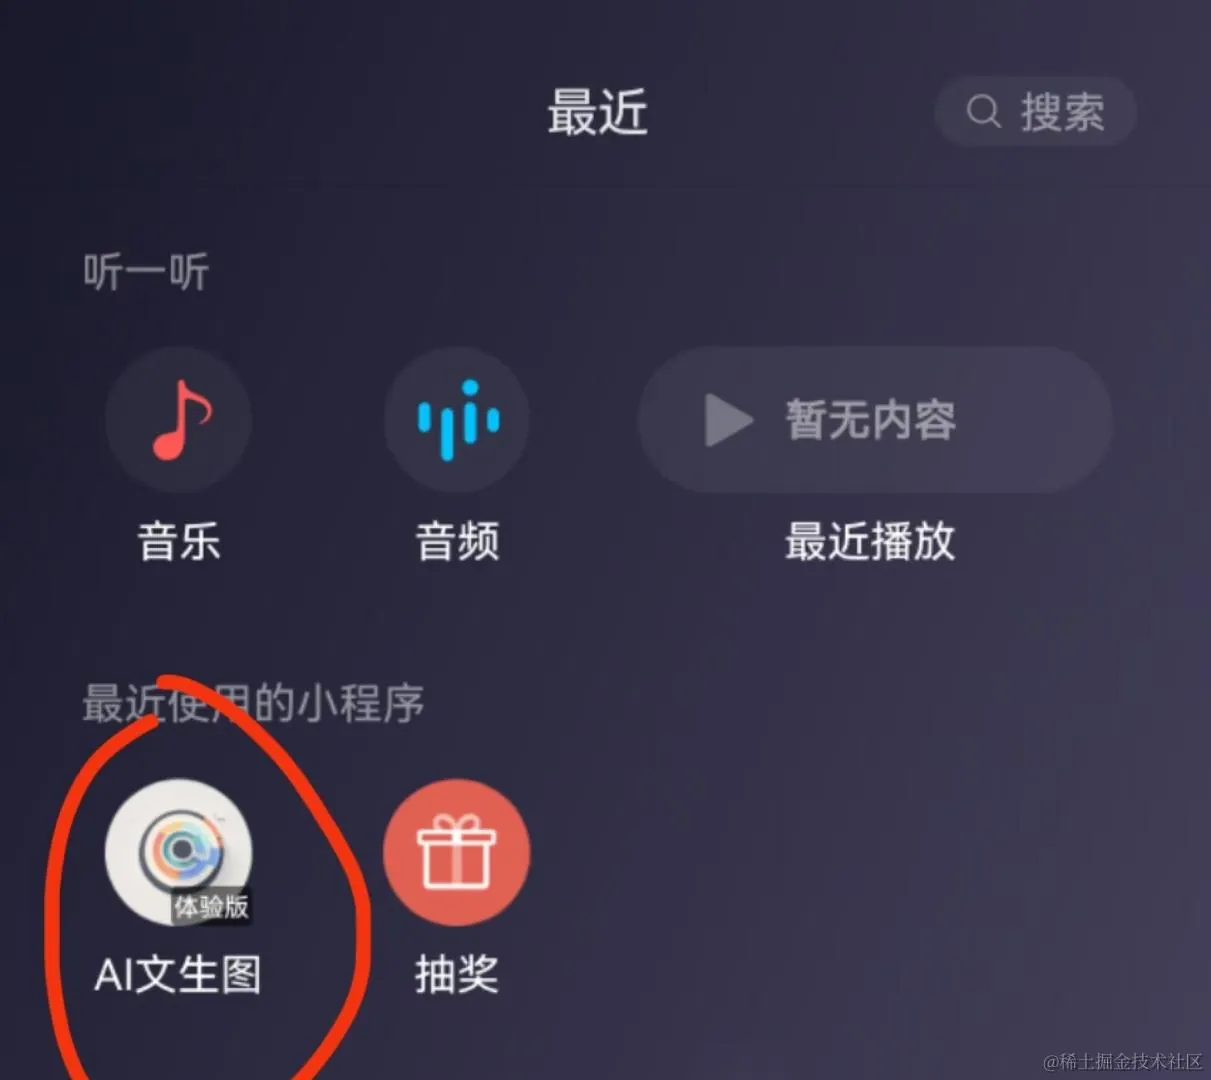 最近
搜索
听一听
暂无内容
音乐
音频
最近播放
最近使用的小程序
体验版
AI文生图
抽奖
@稀土掘金技术社区